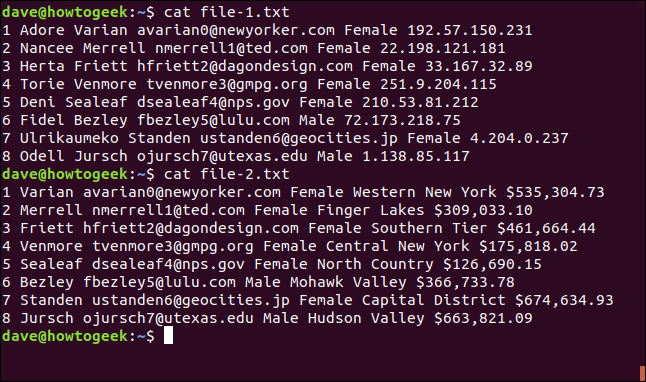 dave@howtogeek:~$ cat file-1.txt
1 Adore Varian avarian0@newyorker.com Female 192.57.150.231
2 Nancee Merrell nmerrell1@ted.com Female 22.198.121.181
3 Herta Friett hfriett2@dagondesign.com Female 33.167.32.89
4 Torie Venmore tvenmore3@gmpg.org Female 251.9.204.115
5 Deni Sealeaf dsealeaf4@nps.gov Female 210.53.81.212
6 Fidel Bezley fbezley5@lulu.com Male 72.173.218.75
7 Ulrikaumeko Standen ustanden6@geocities.jp Female 4.204.0.237
8 Odell Jursch ojursch7@utexas.edu Male 1.138.85.117
dave@howtogeek:~$ cat file-2.txt
1 Varian avarian0@newyorker.com Female Western New York $535,304.73
2 Merrell nmerrell1@ted.com Female Finger Lakes $309,033.10
3 Friett hfriett2@dagondesign.com Female Southern Tier $461,664.44
4 Venmore tvenmore3@gmpg.org Female Central New York $175,818.02
5 Sealeaf dsealeaf4@nps.gov Female North Country $126,690.15
6 Bezley fbezley5@lulu.com Male Mohawk Valley $366,733.78
7 Standen ustanden6@geocities.jp Female Capital District $674,634.93
8 Jursch ojursch7@utexas.edu Male Hudson Valley $663,821.09
dave@howtogeek:~$